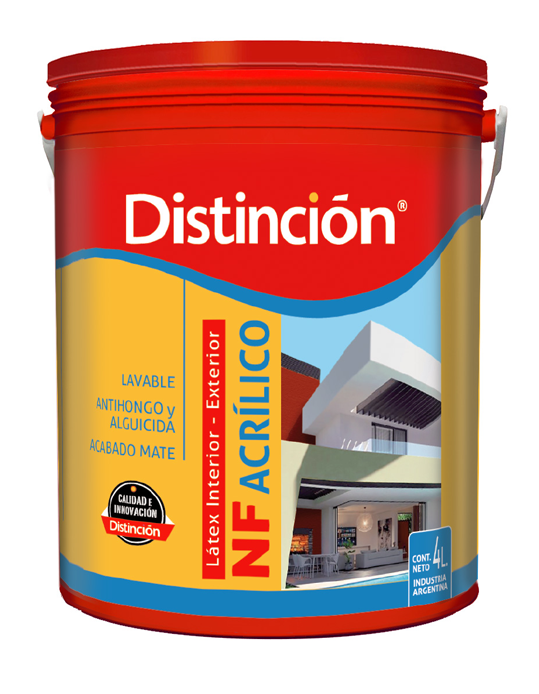 Distinción®
LAVABLE
ANTIHONGO y
ALGUICIDA
ACABADO MATE
CALIDAD E
INNOVACIÓN
Distinción
Látex Interior - Exterior
NF ACRÍLICO
CONT.
NETO 4L.
INDUSTRIA
ARGENTINA